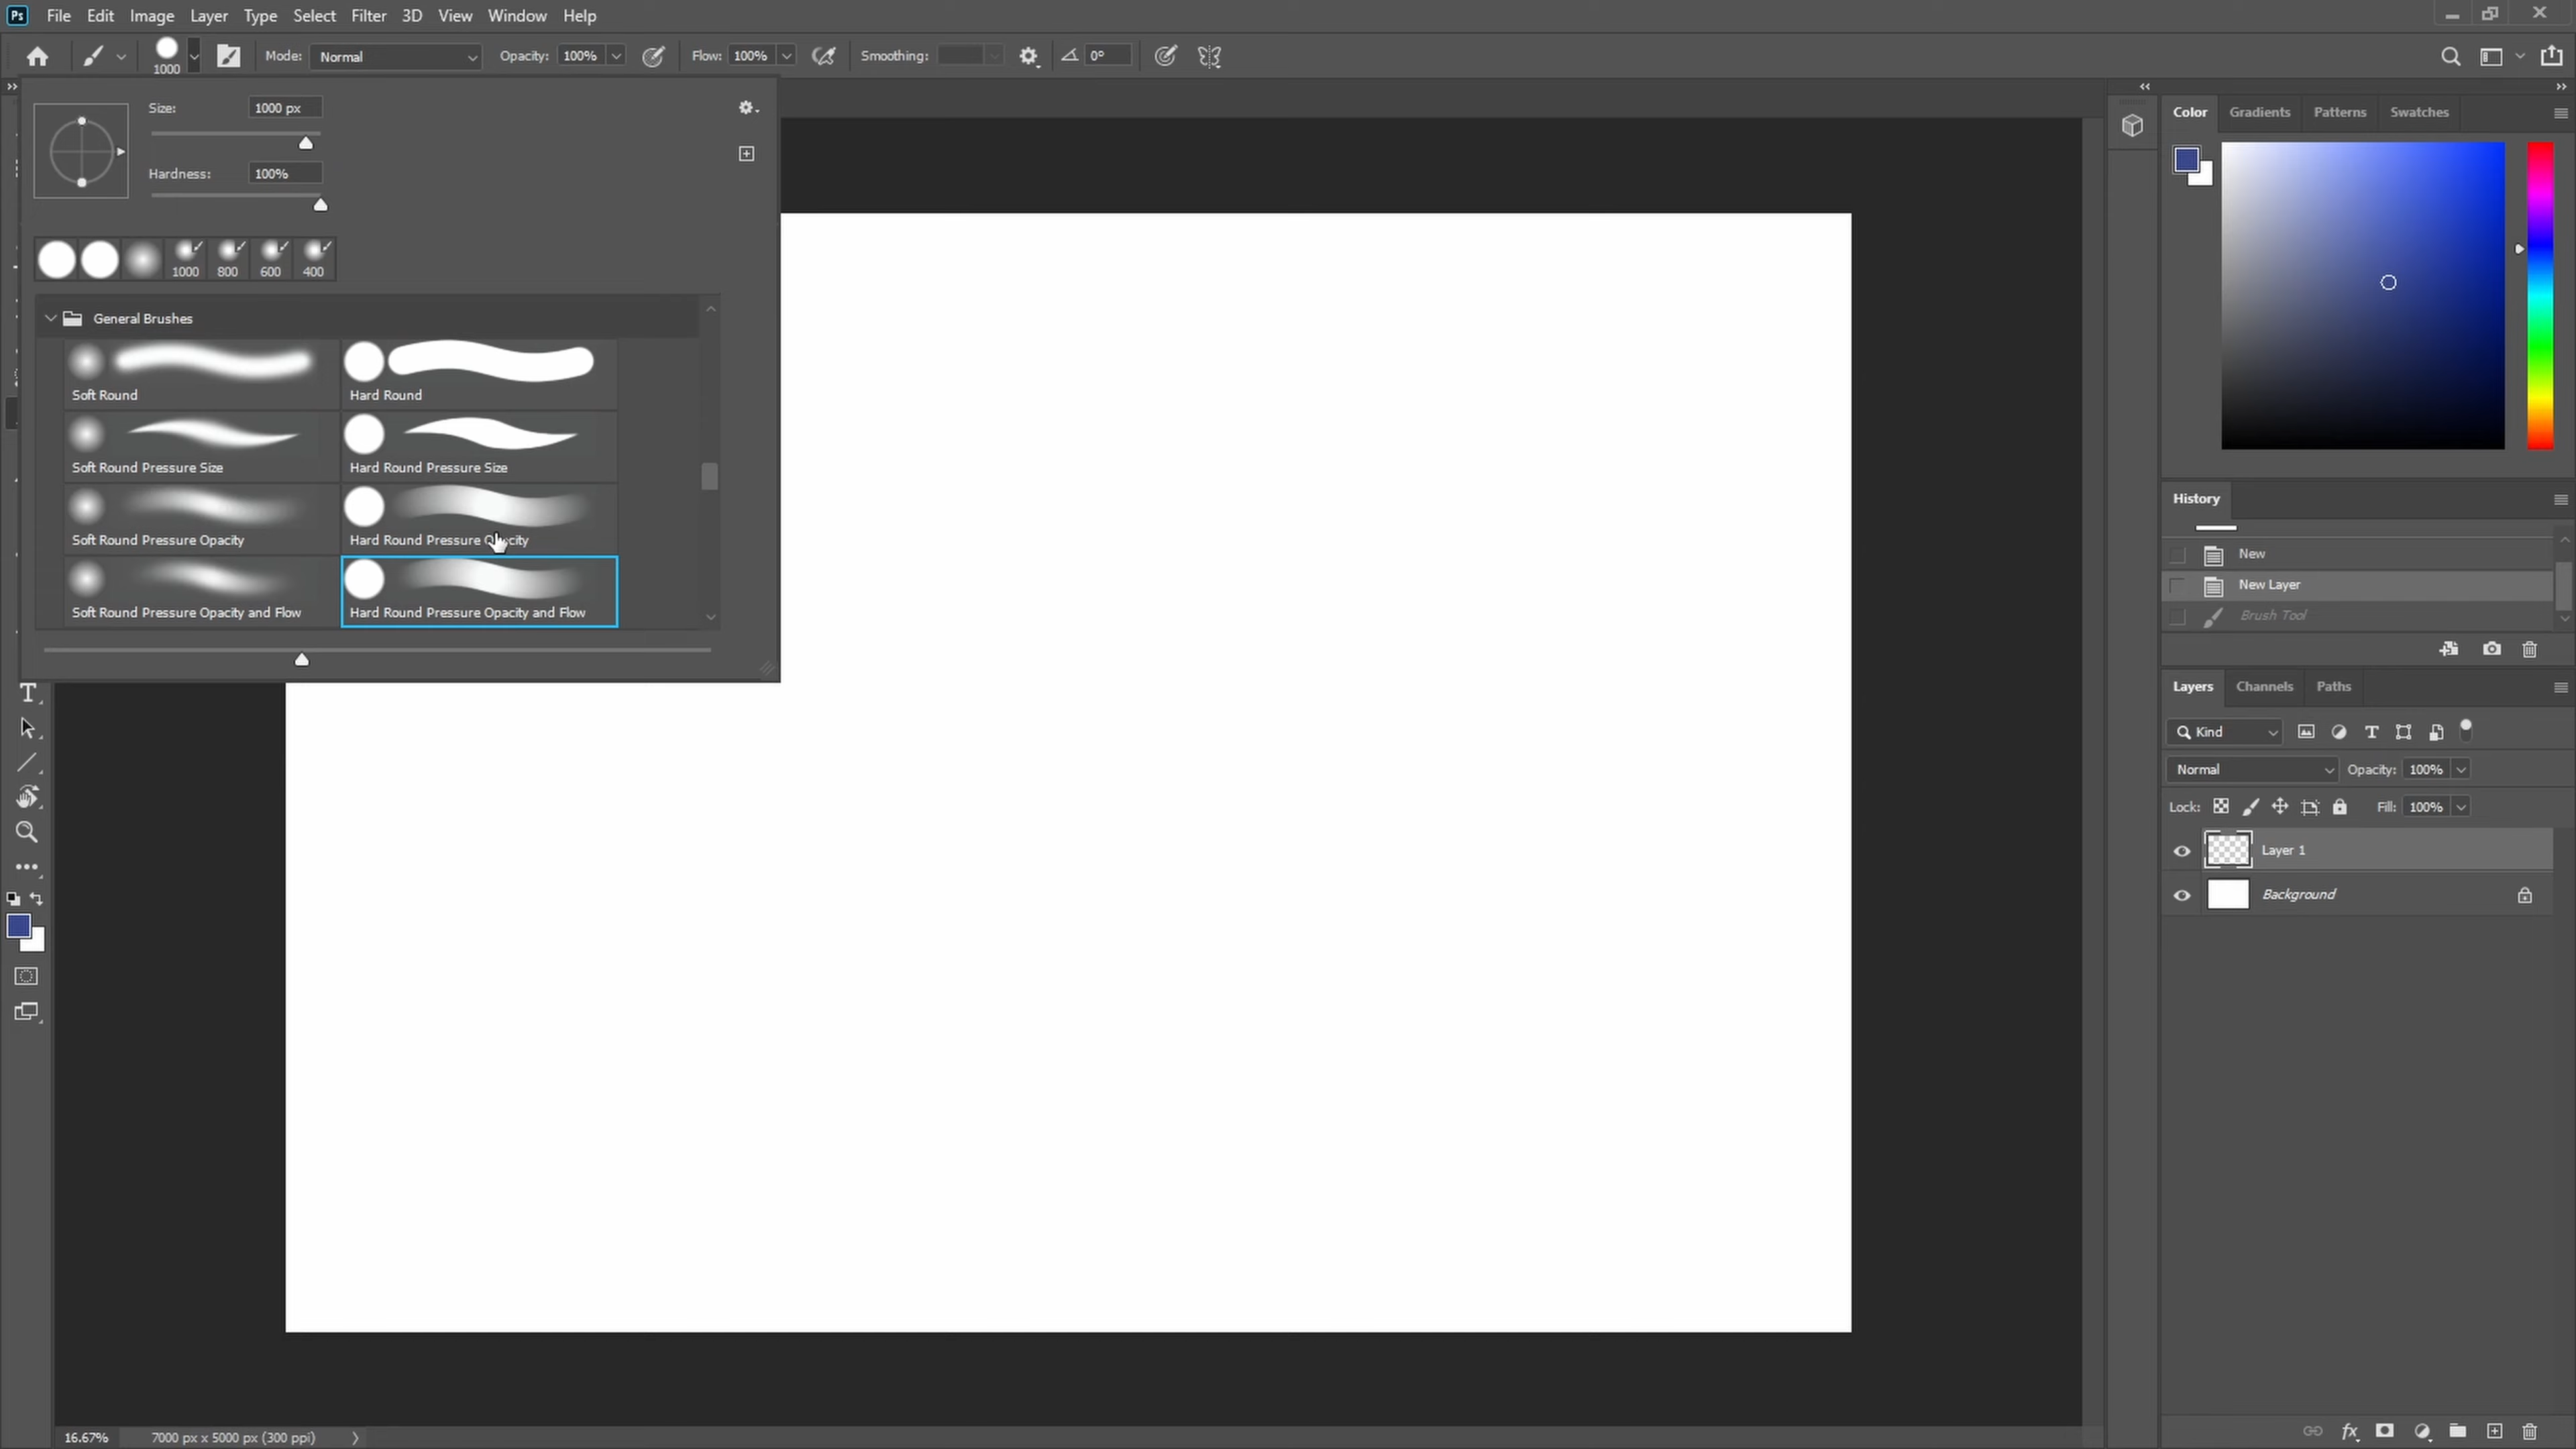 Ps File Edit Image Layer Type Select Filter 3D View Window Help
1000 Mode: Normal Opacity: 100% Flow: 100% Smoothing: 0°
Size: 1000 px
Hardness: 100%
1000 800 600 400
General Brushes
Soft Round Hard Round
Soft Round Pressure Size Hard Round Pressure Size
Soft Round Pressure Opacity Hard Round Pressure Opacity
Soft Round Pressure Opacity and Flow Hard Round Pressure Opacity and Flow
Color Gradients Patterns Swatches
History
New
New Layer
Brush Tool
Layers Channels Paths
Kind
Normal Opacity: 100%
Lock: Fill: 100%
Layer 1
Background
16.67% 7000 px x 5000 px (300 ppi)